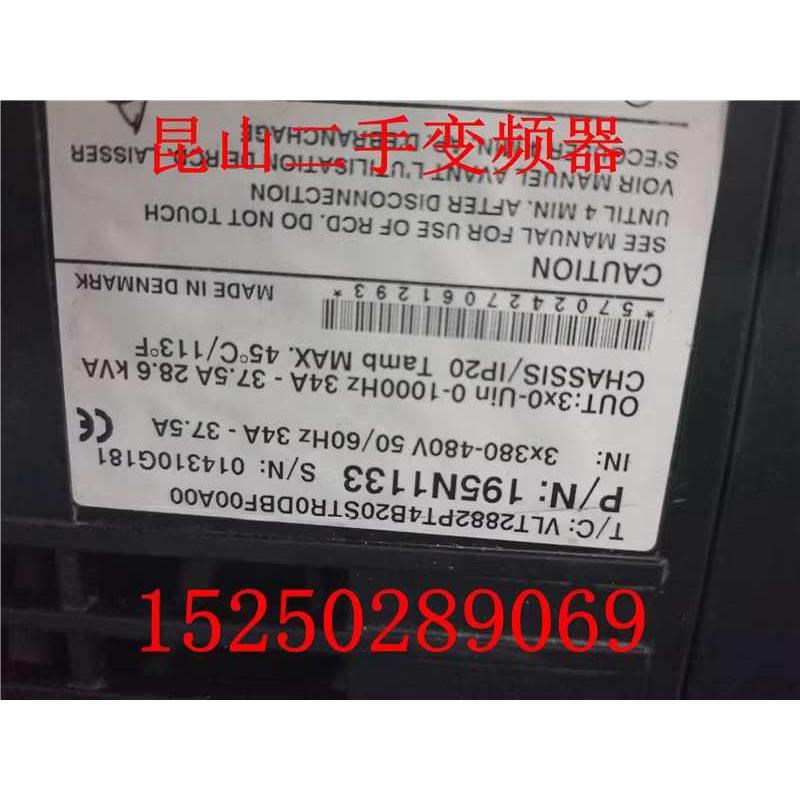 昆山二手变频器
T/C: VLT2882PT4B20STR0DBF00A00
P/N: 195N1133 S/N: 014310G181
IN: 3x380-480V 50/60Hz 34A - 37.5A
OUT:3x0-Uin 0-1000Hz 34A - 37.5A 28.6 kVA
CHASSIS/IP20 Tamb MAX. 45°C/113°F
*5702427061293* MADE IN DENMARK
CAUTION
SEE MANUAL FOR USE OF RCD. DO NOT TOUCH
UNTIL 4 MIN. AFTER DISCONNECTION
VOIR MANUEL AVANT L'UTILISATION DE RCD. LAISSER
15250289069